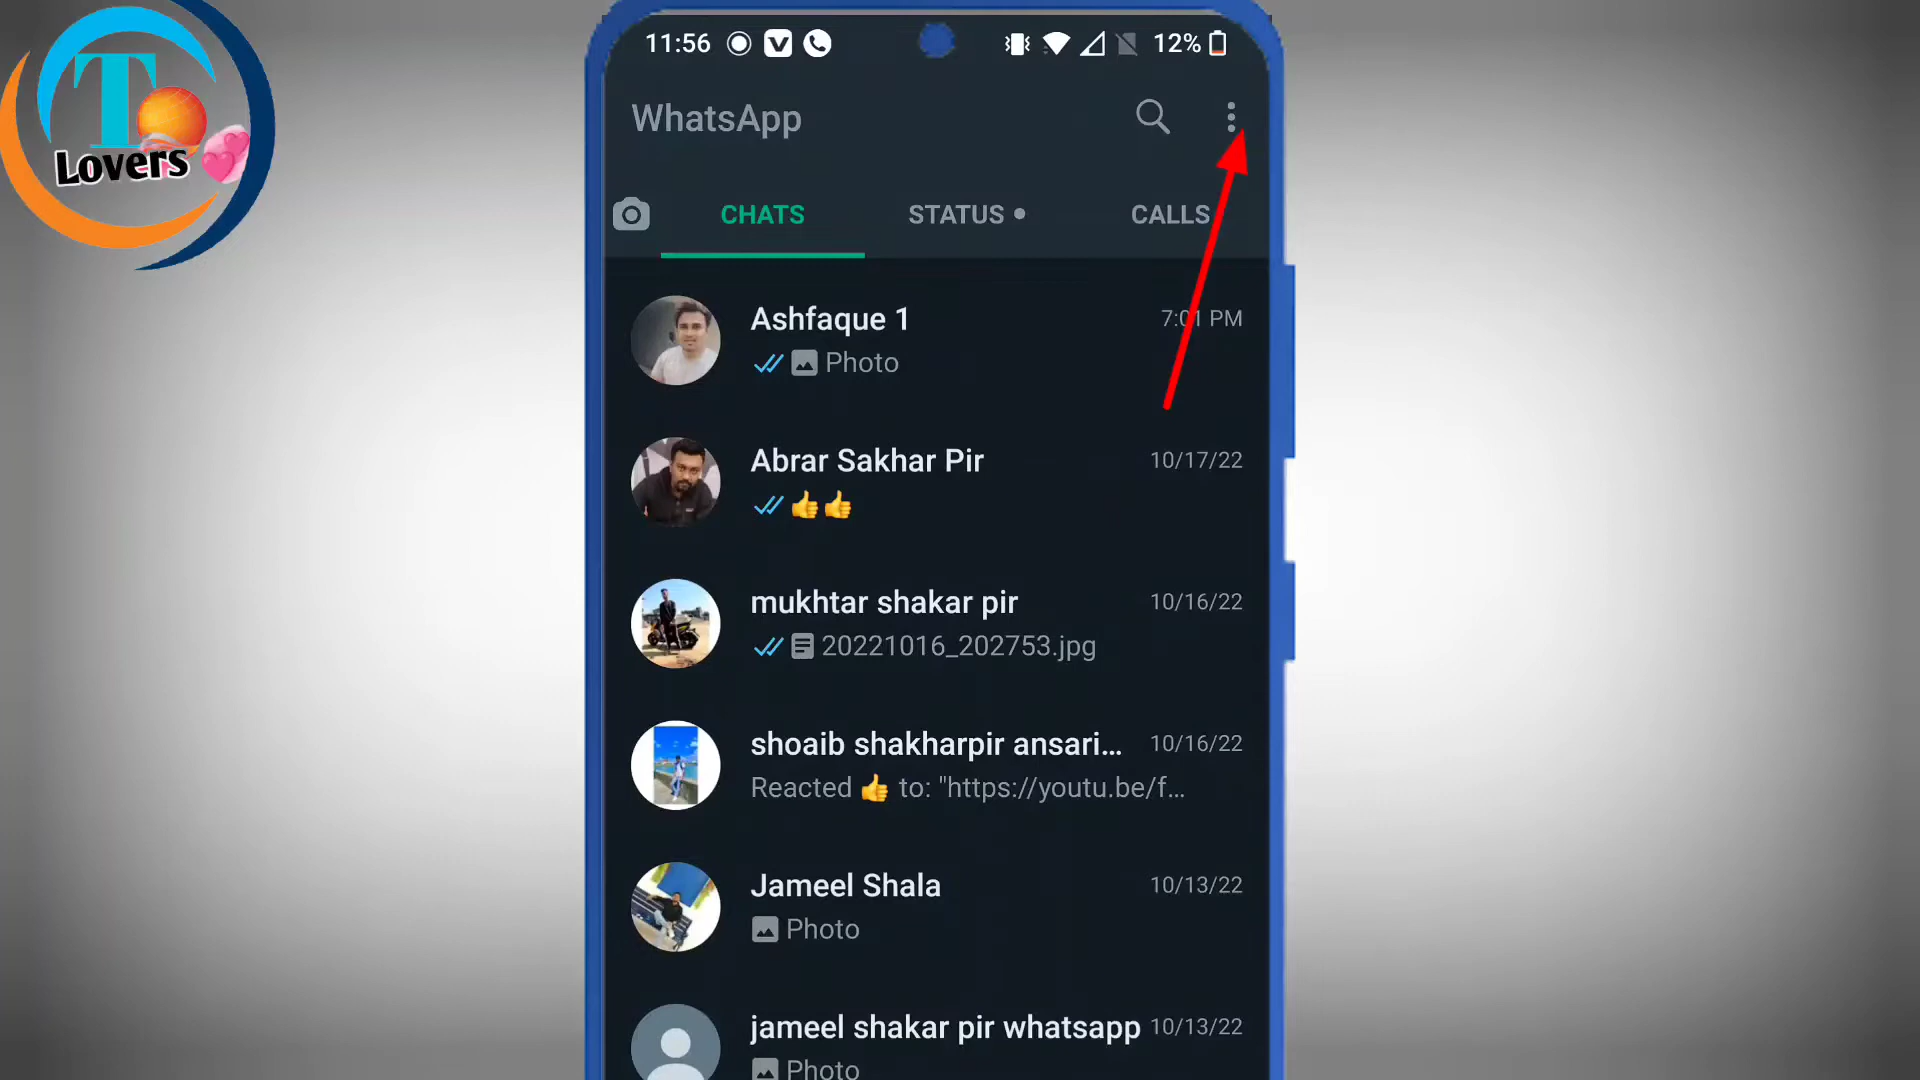 T
Lovers
11:56
12%
WhatsApp
CHATS
STATUS
CALLS
Ashfaque 1
7:01 PM
Photo
Abrar Sakhar Pir
10/17/22
👍👍
mukhtar shakar pir
10/16/22
20221016_202753.jpg
shoaib shakharpir ansari...
10/16/22
Reacted 👍 to: "https://youtu.be/f...
Jameel Shala
10/13/22
Photo
jameel shakar pir whatsapp
10/13/22
Photo